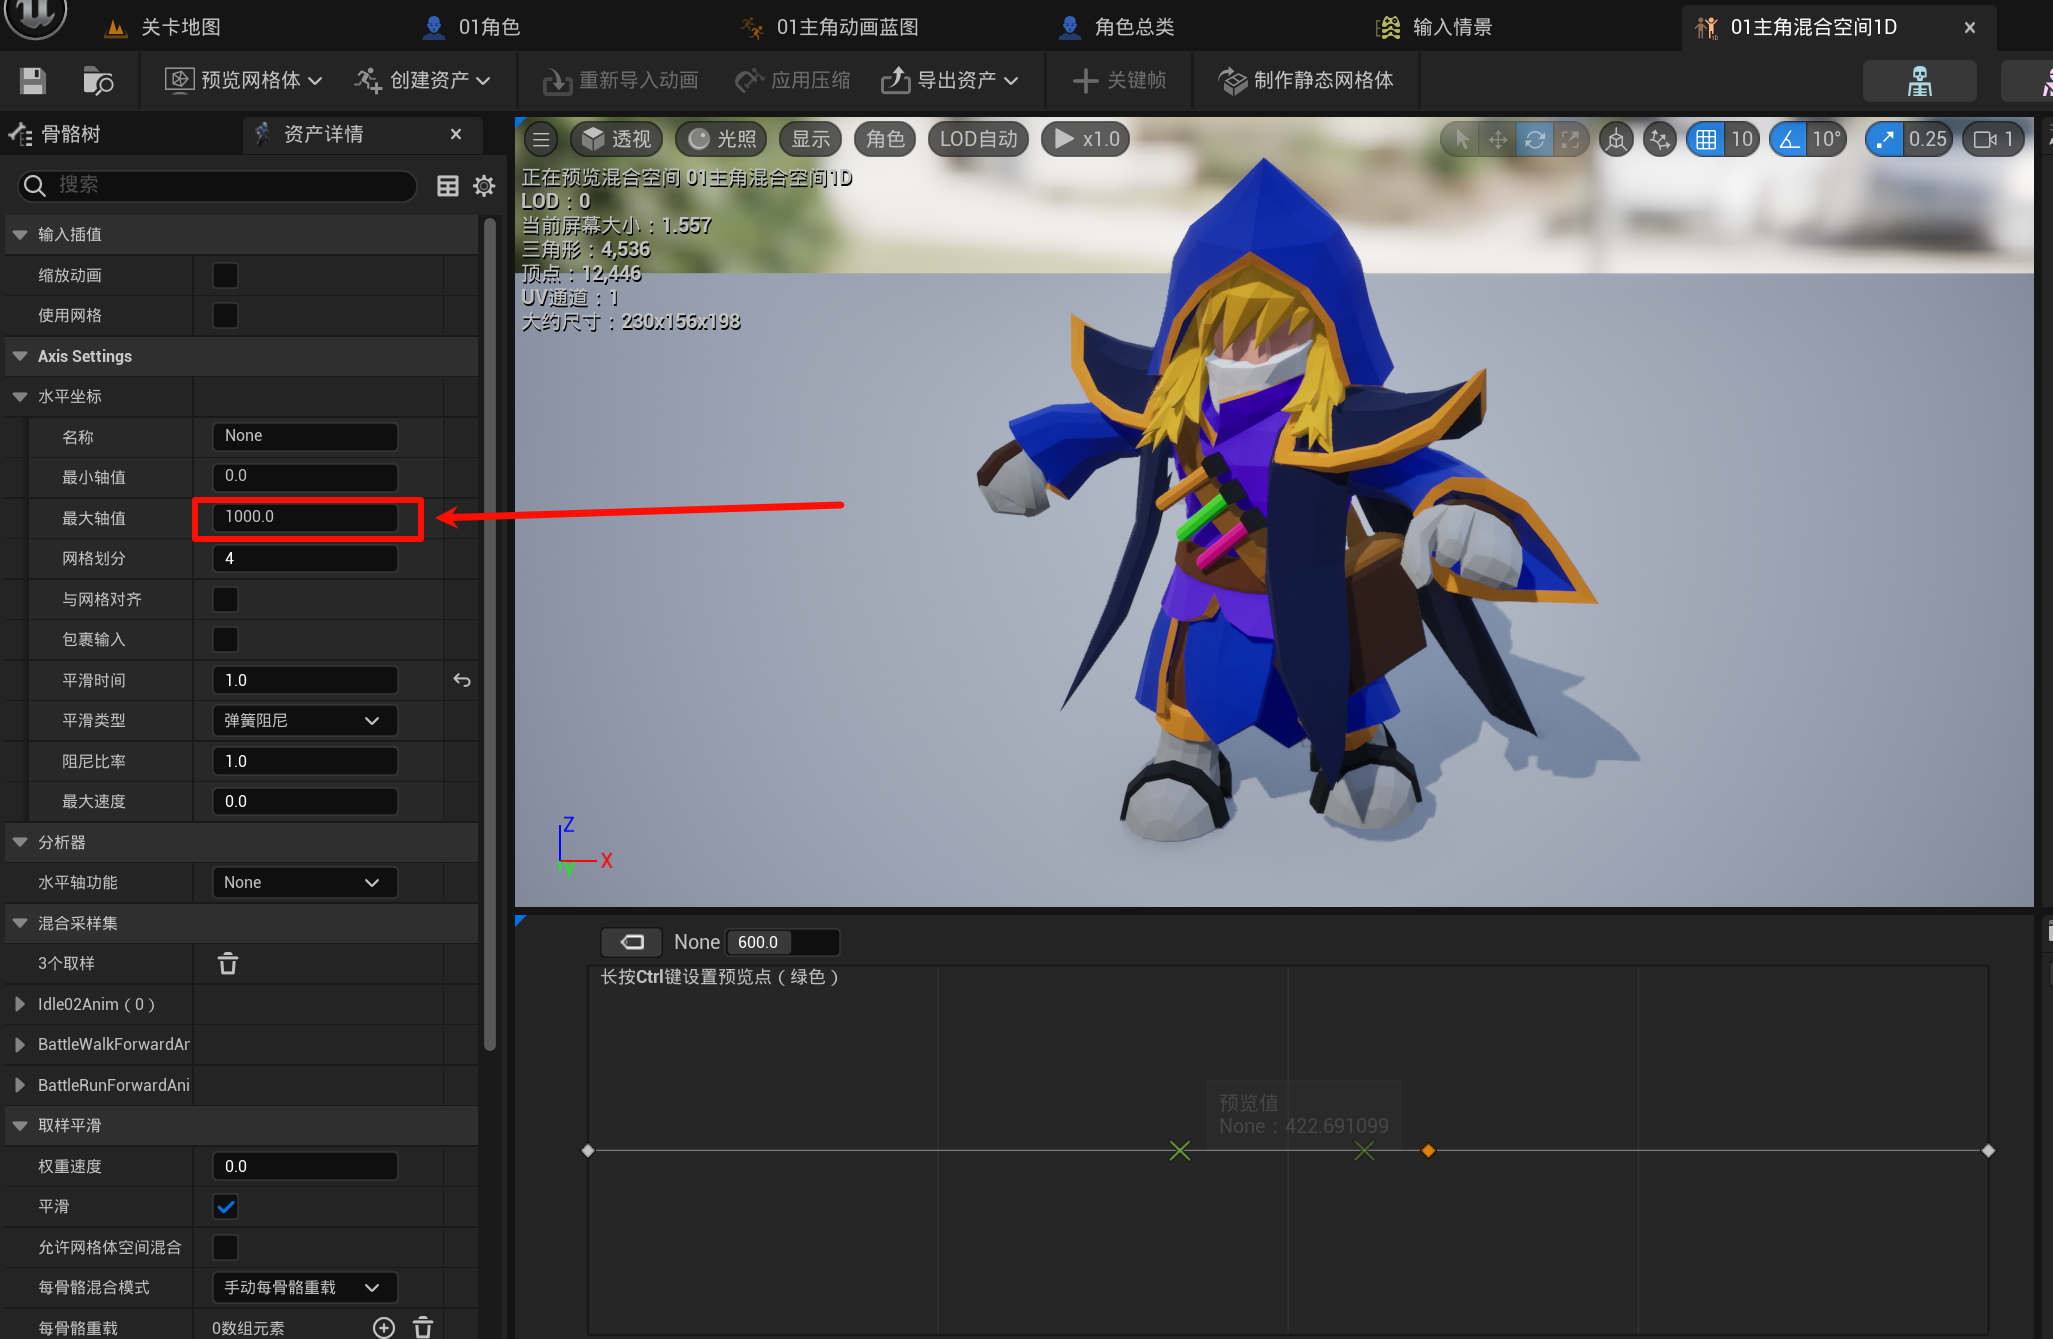 关卡地图
01角色
01主角动画蓝图
角色总类
输入情景
01主角混合空间1D
预览网格体
创建资产
重新导入动画
应用压缩
导出资产
关键帧
制作静态网格体
骨骼树
资产详情
搜索
输入插值
缩放动画
使用网格
Axis Settings
水平坐标
名称 None
最小轴值 0.0
最大轴值 1000.0
网格划分 4
与网格对齐
包裹输入
平滑时间 1.0
平滑类型 弹簧阻尼
阻尼比率 1.0
最大速度 0.0
分析器
水平轴功能 None
混合采样集
3个取样
Idle02Anim（0）
BattleWalkForwardAr
BattleRunForwardAni
取样平滑
权重速度 0.0
平滑
允许网格体空间混合
每骨骼混合模式 手动每骨骼重载
每骨骼重载 0数组元素
透视
光照
显示
角色
LOD自动
x1.0
10
10°
0.25
1
正在预览混合空间 01主角混合空间1D
LOD：0
当前屏幕大小：1.557
三角形：4,536
顶点：12,446
UV通道：1
大约尺寸：230x156x198
Z
X
Y
None 600.0
长按Ctrl键设置预览点（绿色）
预览值
None：422.691099